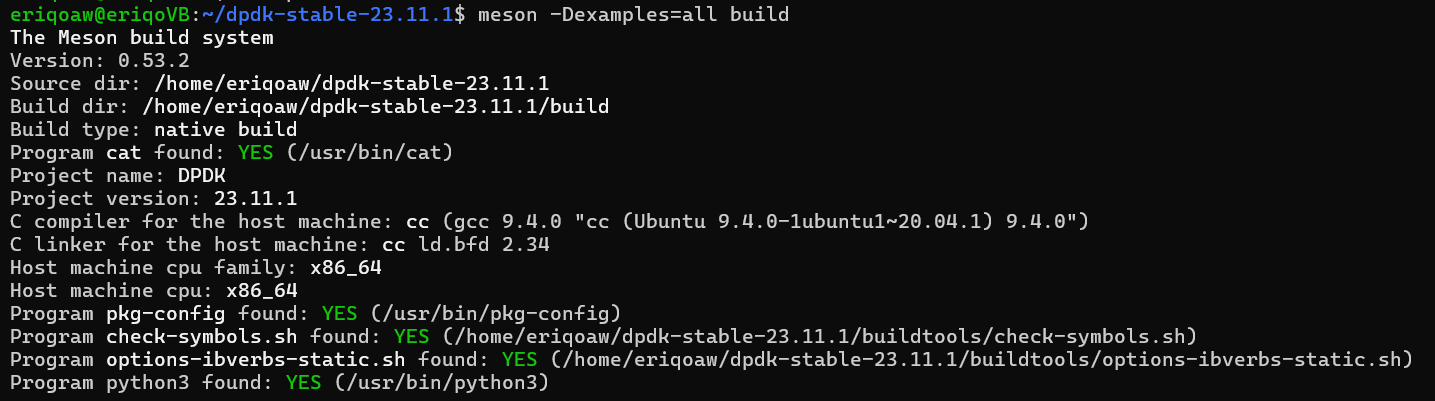 eriqoaw@eriqoVB:~/dpdk-stable-23.11.1$ meson -Dexamples=all build
The Meson build system
Version: 0.53.2
Source dir: /home/eriqoaw/dpdk-stable-23.11.1
Build dir: /home/eriqoaw/dpdk-stable-23.11.1/build
Build type: native build
Program cat found: YES (/usr/bin/cat)
Project name: DPDK
Project version: 23.11.1
C compiler for the host machine: cc (gcc 9.4.0 "cc (Ubuntu 9.4.0-1ubuntu1~20.04.1) 9.4.0")
C linker for the host machine: cc ld.bfd 2.34
Host machine cpu family: x86_64
Host machine cpu: x86_64
Program pkg-config found: YES (/usr/bin/pkg-config)
Program check-symbols.sh found: YES (/home/eriqoaw/dpdk-stable-23.11.1/buildtools/check-symbols.sh)
Program options-ibverbs-static.sh found: YES (/home/eriqoaw/dpdk-stable-23.11.1/buildtools/options-ibverbs-static.sh)
Program python3 found: YES (/usr/bin/python3)